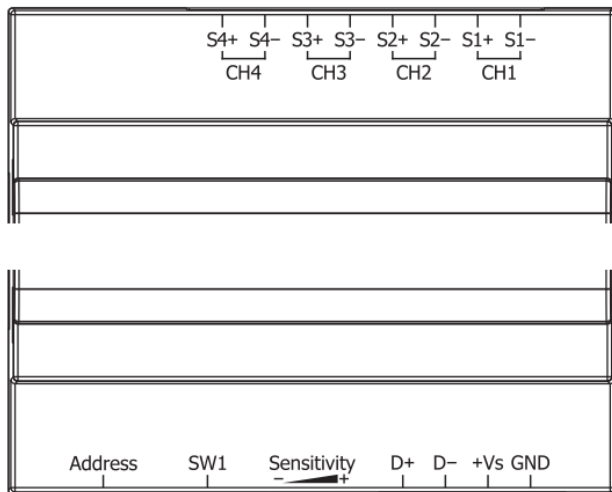 S4+ S4− S3+ S3− S2+ S2− S1+ S1−
CH4 CH3 CH2 CH1
Address SW1 Sensitivity D+ D− +Vs GND
− +